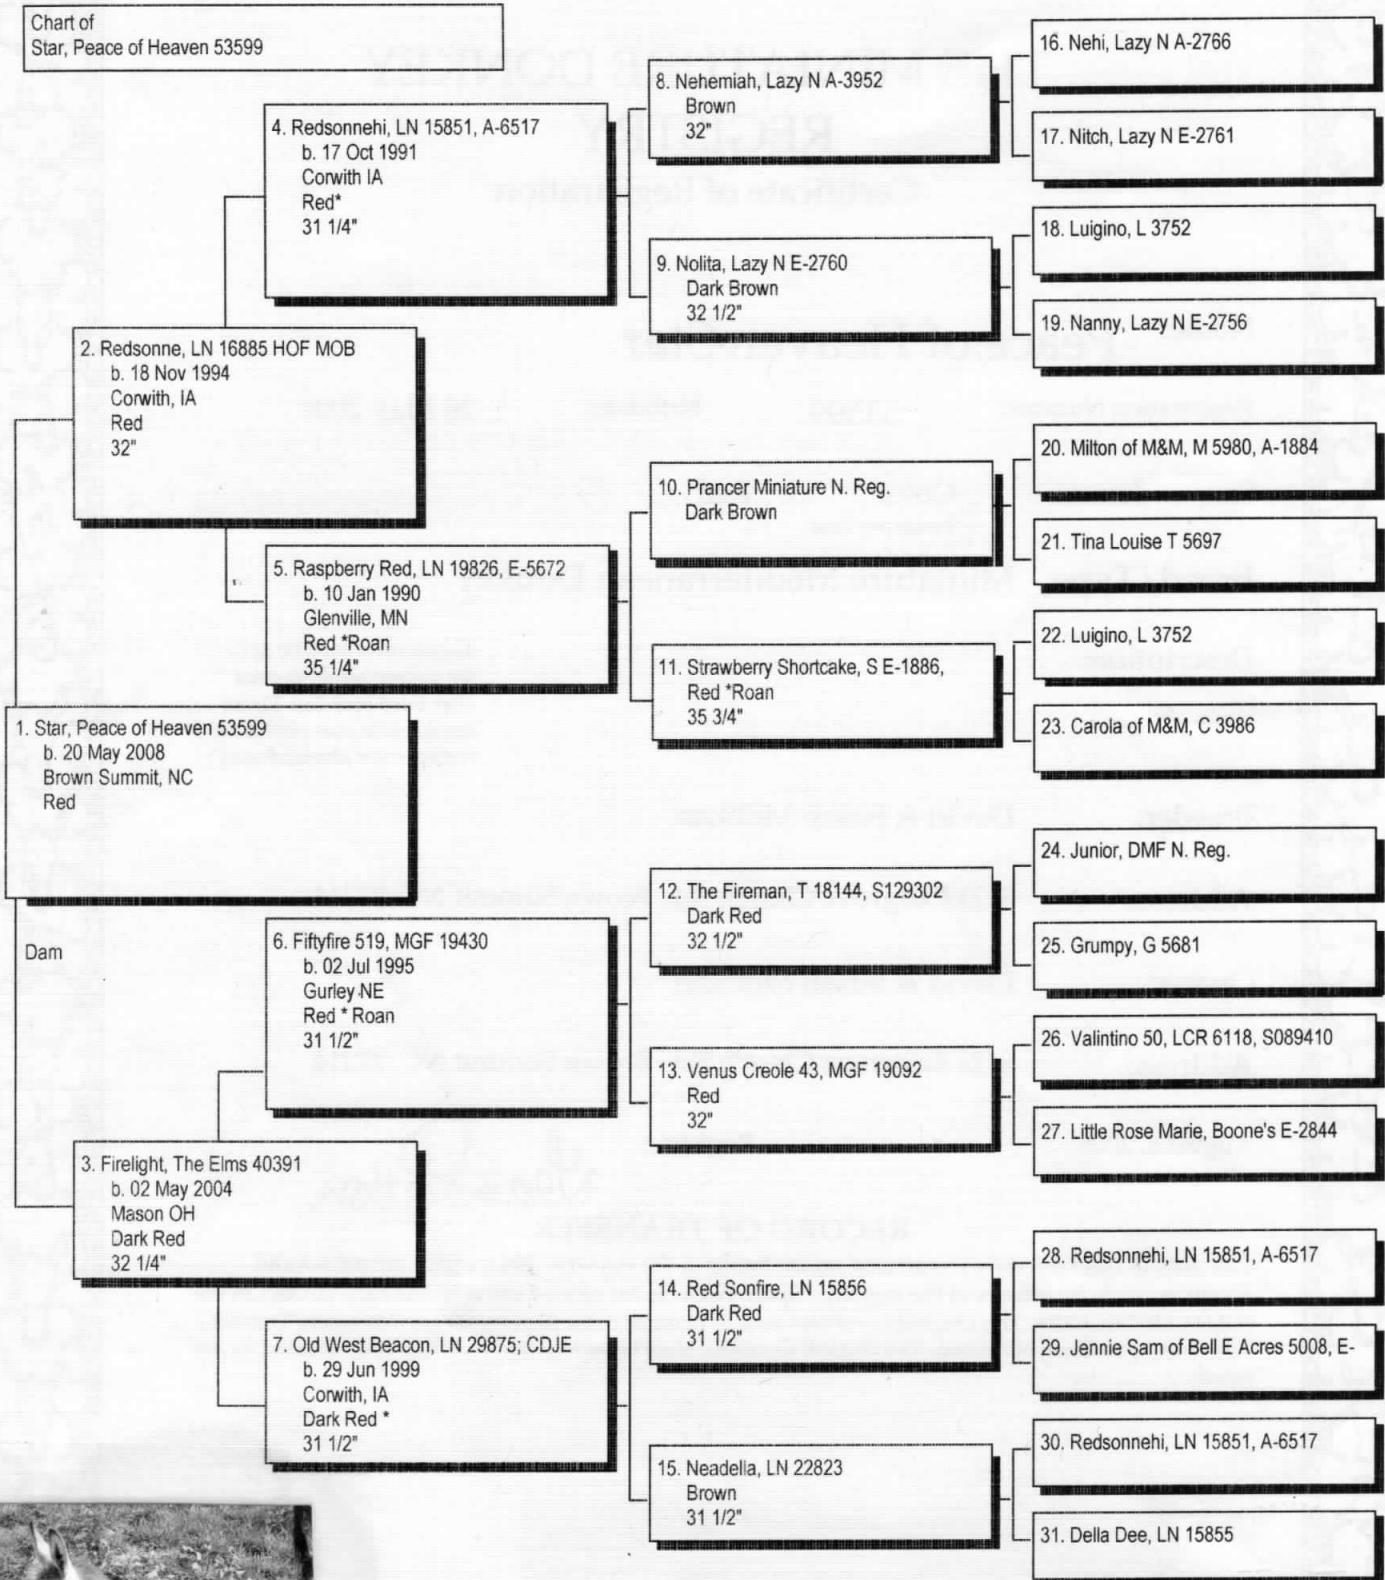 Chart of
Star, Peace of Heaven 53599
1. Star, Peace of Heaven 53599
b. 20 May 2008
Brown Summit, NC
Red
Dam
2. Redsonne, LN 16885 HOF MOB
b. 18 Nov 1994
Corwith, IA
Red
32"
3. Firelight, The Elms 40391
b. 02 May 2004
Mason OH
Dark Red
32 1/4"
4. Redsonnehi, LN 15851, A-6517
b. 17 Oct 1991
Corwith IA
Red*
31 1/4"
5. Raspberry Red, LN 19826, E-5672
b. 10 Jan 1990
Glenville, MN
Red *Roan
35 1/4"
6. Fiftyfire 519, MGF 19430
b. 02 Jul 1995
Gurley NE
Red * Roan
31 1/2"
7. Old West Beacon, LN 29875; CDJE
b. 29 Jun 1999
Corwith, IA
Dark Red *
31 1/2"
8. Nehemiah, Lazy N A-3952
Brown
32"
9. Nolita, Lazy N E-2760
Dark Brown
32 1/2"
10. Prancer Miniature N. Reg.
Dark Brown
11. Strawberry Shortcake, S E-1886,
Red *Roan
35 3/4"
12. The Fireman, T 18144, S129302
Dark Red
32 1/2"
13. Venus Creole 43, MGF 19092
Red
32"
14. Red Sonfire, LN 15856
Dark Red
31 1/2"
15. Neadella, LN 22823
Brown
31 1/2"
16. Nehi, Lazy N A-2766
17. Nitch, Lazy N E-2761
18. Luigino, L 3752
19. Nanny, Lazy N E-2756
20. Milton of M&M, M 5980, A-1884
21. Tina Louise T 5697
22. Luigino, L 3752
23. Carola of M&M, C 3986
24. Junior, DMF N. Reg.
25. Grumpy, G 5681
26. Valintino 50, LCR 6118, S089410
27. Little Rose Marie, Boone's E-2844
28. Redsonnehi, LN 15851, A-6517
29. Jennie Sam of Bell E Acres 5008, E-
30. Redsonnehi, LN 15851, A-6517
31. Della Dee, LN 15855